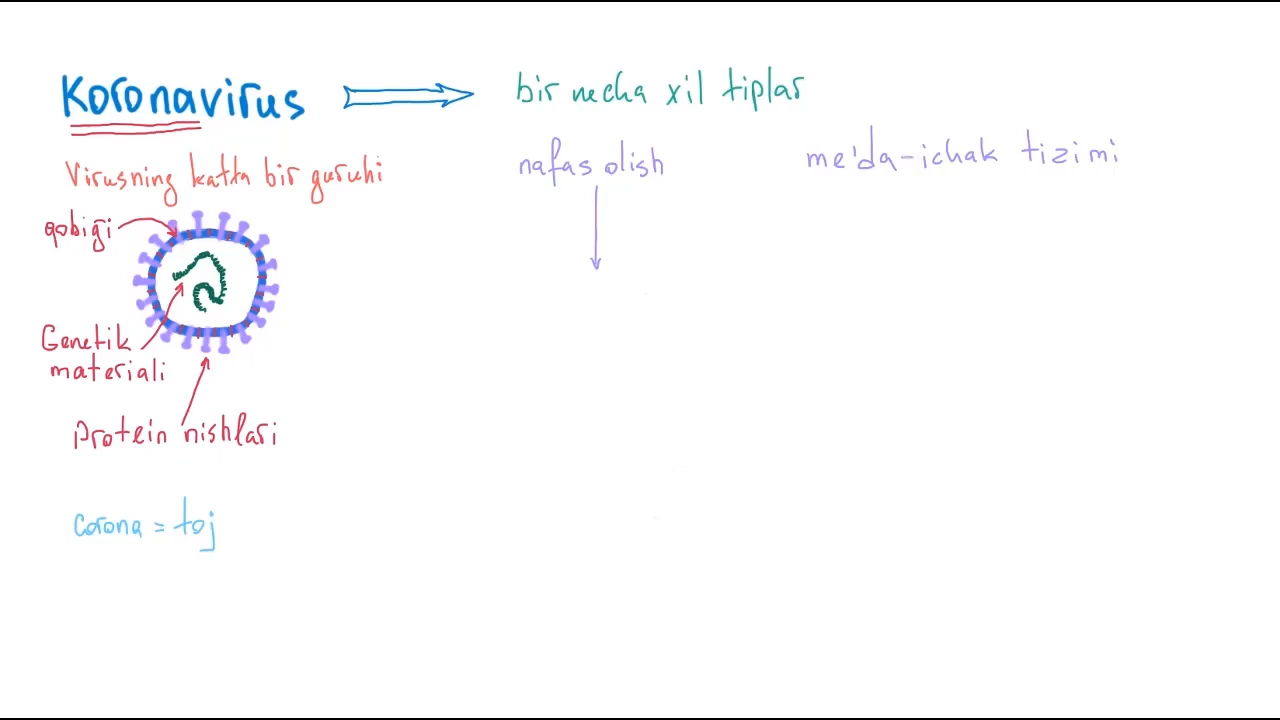 Koronavirus
bir necha xil tiplar
Virusning katta bir guruhi
nafas olish
me'da-ichak tizimi
qobig'i
Genetik
materiali
Protein nishlari
corona = toj